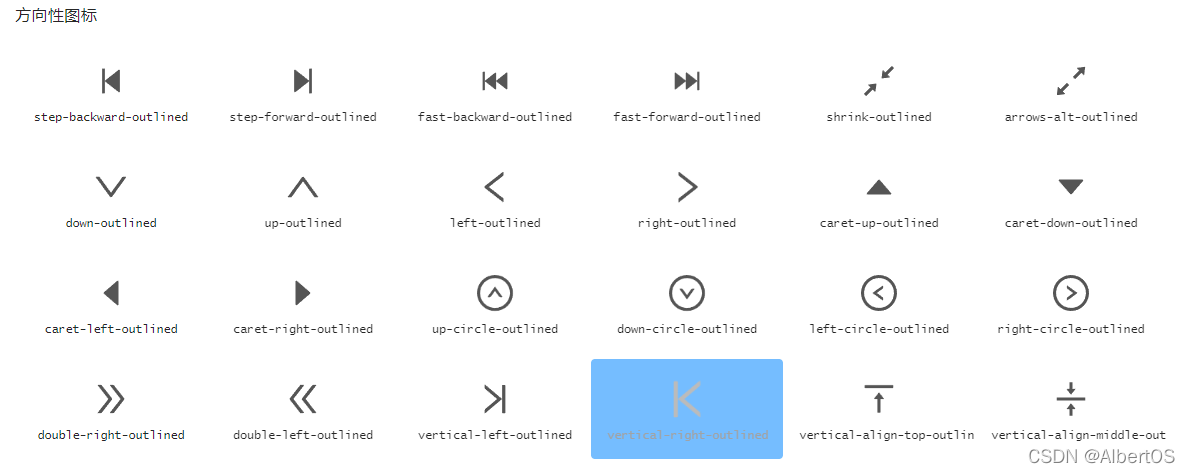 方向性图标
step-backward-outlined step-forward-outlined fast-backward-outlined fast-forward-outlined shrink-outlined arrows-alt-outlined
down-outlined up-outlined left-outlined right-outlined caret-up-outlined caret-down-outlined
caret-left-outlined caret-right-outlined up-circle-outlined down-circle-outlined left-circle-outlined right-circle-outlined
double-right-outlined double-left-outlined vertical-left-outlined vertical-right-outlined vertical-align-top-outlin vertical-align-middle-out
CSDN @AlbertOS